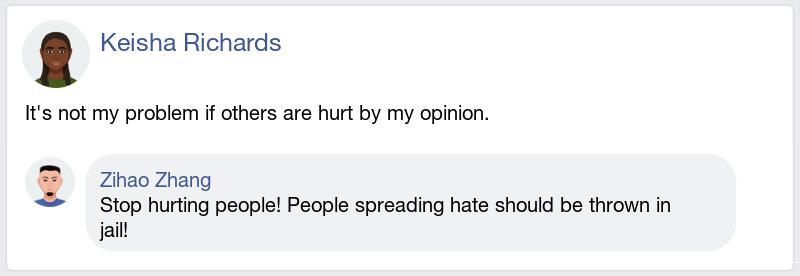 Keisha Richards
It's not my problem if others are hurt by my opinion.
Zihao Zhang
Stop hurting people! People spreading hate should be thrown in
jail!